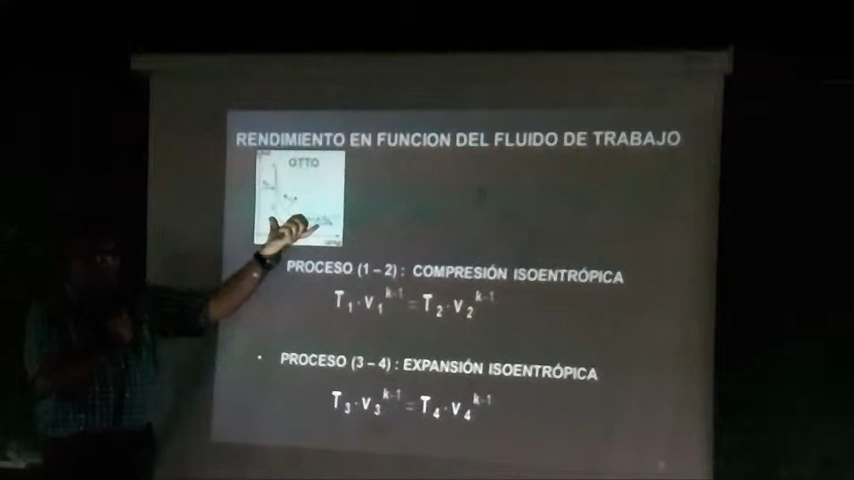 RENDIMIENTO EN FUNCION DEL FLUIDO DE TRABAJO
OTTO
PROCESO (1 – 2) : COMPRESIÓN ISOENTRÓPICA
T₁·v₁ᵏ⁻¹ = T₂·v₂ᵏ⁻¹
• PROCESO (3 – 4) : EXPANSIÓN ISOENTRÓPICA
T₃·v₃ᵏ⁻¹ = T₄·v₄ᵏ⁻¹